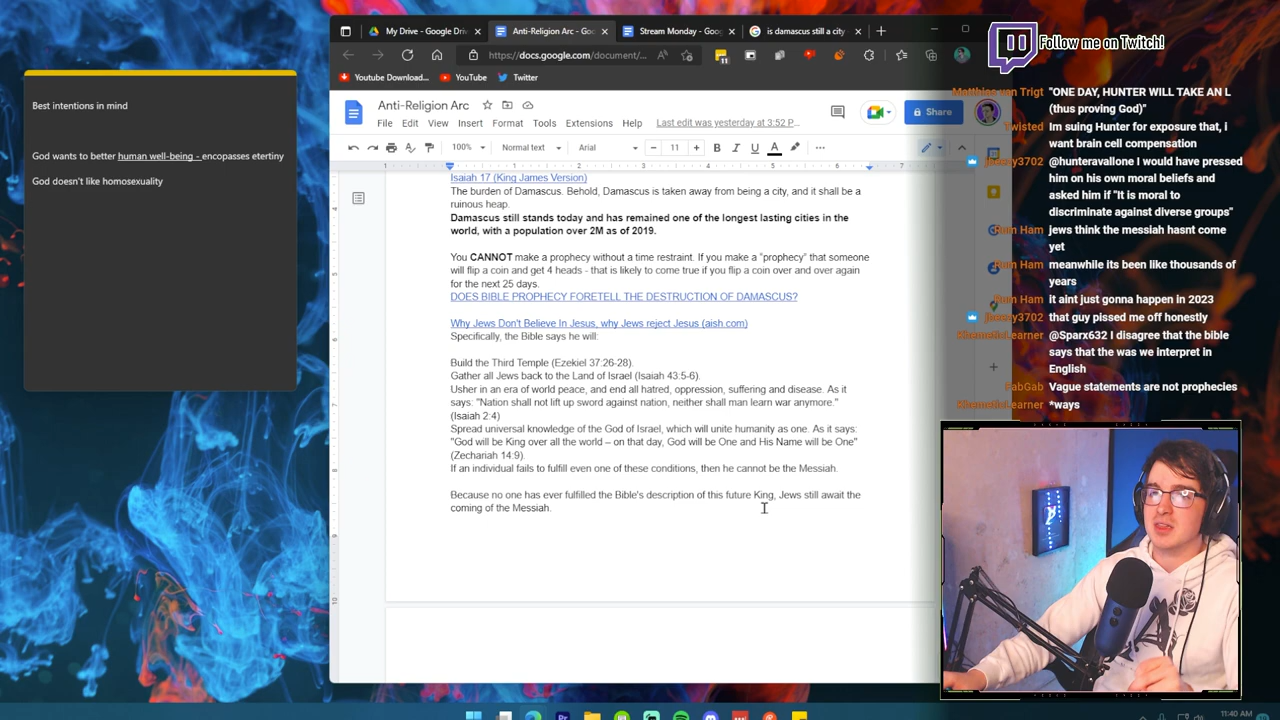 Best intentions in mind
God wants to better human well-being - encopasses etertiny
God doesn't like homosexuality
My Drive - Google Driv
Anti-Religion Arc - Goo
Stream Monday - Goog
is damascus still a city -
https://docs.google.com/document/...
Youtube Download...
YouTube
Twitter
Anti-Religion Arc
File Edit View Insert Format Tools Extensions Help
Last edit was yesterday at 3:52 P...
Share
100% Normal text Arial 11 B I U A
Isaiah 17 (King James Version)
The burden of Damascus. Behold, Damascus is taken away from being a city, and it shall be a
ruinous heap.
Damascus still stands today and has remained one of the longest lasting cities in the
world, with a population over 2M as of 2019.
You CANNOT make a prophecy without a time restraint. If you make a "prophecy" that someone
will flip a coin and get 4 heads - that is likely to come true if you flip a coin over and over again
for the next 25 days.
DOES BIBLE PROPHECY FORETELL THE DESTRUCTION OF DAMASCUS?
Why Jews Don't Believe In Jesus, why Jews reject Jesus (aish.com)
Specifically, the Bible says he will:
Build the Third Temple (Ezekiel 37:26-28).
Gather all Jews back to the Land of Israel (Isaiah 43:5-6).
Usher in an era of world peace, and end all hatred, oppression, suffering and disease. As it
says: "Nation shall not lift up sword against nation, neither shall man learn war anymore."
(Isaiah 2:4)
Spread universal knowledge of the God of Israel, which will unite humanity as one. As it says:
"God will be King over all the world – on that day, God will be One and His Name will be One"
(Zechariah 14:9).
If an individual fails to fulfill even one of these conditions, then he cannot be the Messiah.
Because no one has ever fulfilled the Bible's description of this future King, Jews still await the
coming of the Messiah.
Follow me on Twitch!
Matthias van Trigt "ONE DAY, HUNTER WILL TAKE AN L
(thus proving God)"
Twisted Im suing Hunter for exposure that, i
want brain cell compensation
jheezy3702 @hunteravallone I would have pressed
him on his own moral beliefs and
asked him if "It is moral to
discriminate against diverse groups"
Rum Ham jews think the messiah hasnt come
yet
Rum Ham meanwhile its been like thousands of
years
Rum Ham it aint just gonna happen in 2023
jheezy3702 that guy pissed me off honestly
@Sparx632 I disagree that the bible
says that the was we interpret in
English
FabGab Vague statements are not prophecies
*ways
11:40 AM